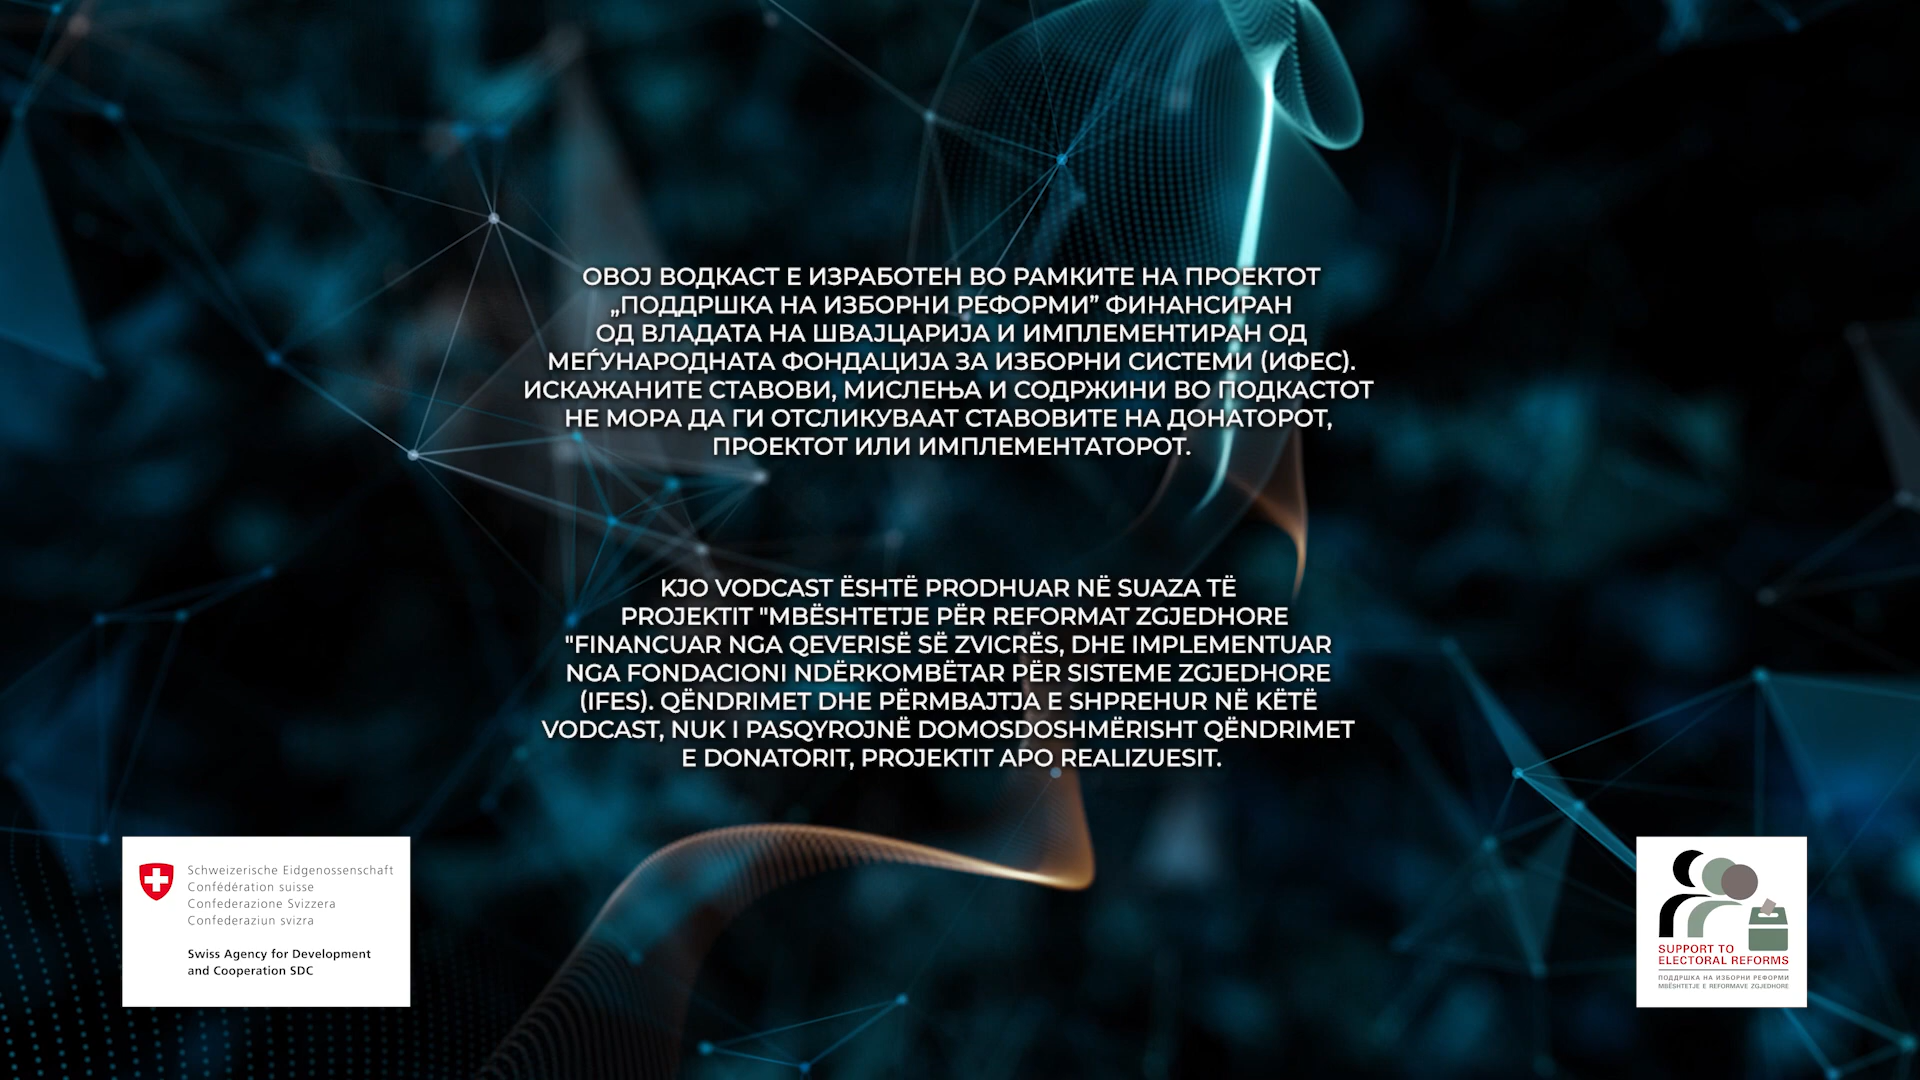 ОВОЈ ВОДКАСТ Е ИЗРАБОТЕН ВО РАМКИТЕ НА ПРОЕКТОТ
„ПОДДРШКА НА ИЗБОРНИ РЕФОРМИ” ФИНАНСИРАН
ОД ВЛАДАТА НА ШВАЈЦАРИЈА И ИМПЛЕМЕНТИРАН ОД
МЕЃУНАРОДНАТА ФОНДАЦИЈА ЗА ИЗБОРНИ СИСТЕМИ (ИФЕС).
ИСКАЖАНИТЕ СТАВОВИ, МИСЛЕЊА И СОДРЖИНИ ВО ПОДКАСТОТ
НЕ МОРА ДА ГИ ОТСЛИКУВААТ СТАВОВИТЕ НА ДОНАТОРОТ,
ПРОЕКТОТ ИЛИ ИМПЛЕМЕНТАТОРОТ.
KJO VODCAST ËSHTË PRODHUAR NË SUAZA TË
PROJEKTIT "MBËSHTETJE PËR REFORMAT ZGJEDHORE
"FINANCUAR NGA QEVERISË SË ZVICRËS, DHE IMPLEMENTUAR
NGA FONDACIONI NDËRKOMBËTAR PËR SISTEME ZGJEDHORE
(IFES). QËNDRIMET DHE PËRMBAJTJA E SHPREHUR NË KËTË
VODCAST, NUK I PASQYROJNË DOMOSDOSHMËRISHT QËNDRIMET
E DONATORIT, PROJEKTIT APO REALIZUESIT.
Schweizerische Eidgenossenschaft
Confédération suisse
Confederazione Svizzera
Confederaziun svizra
Swiss Agency for Development
and Cooperation SDC
SUPPORT TO
ELECTORAL REFORMS
ПОДДРШКА НА ИЗБОРНИ РЕФОРМИ
MBËSHTETJE E REFORMAVE ZGJEDHORE